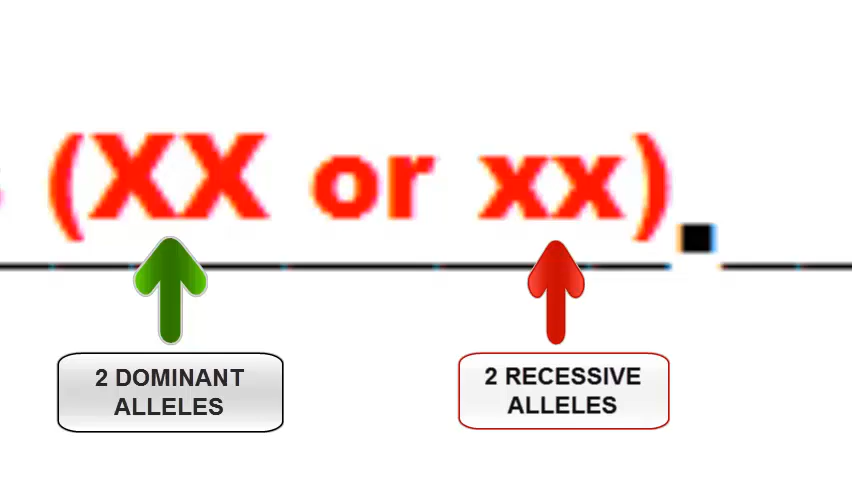 (XX or xx).
2 DOMINANT
ALLELES
2 RECESSIVE
ALLELES